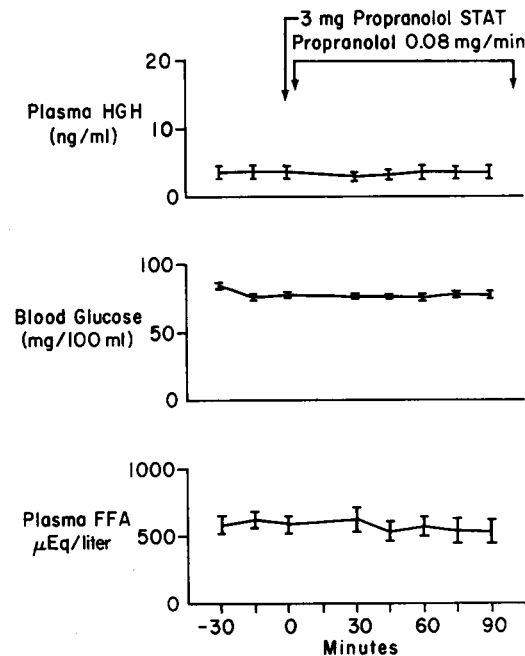 3 mg Propranolol STAT
Propranolol 0.08 mg/min
20
Plasma HGH
(ng/ml)
10
0
100
Blood Glucose
(mg/100 ml)
50
0
1000
Plasma FFA
μEq/liter
500
0
-30 0 30 60 90
Minutes